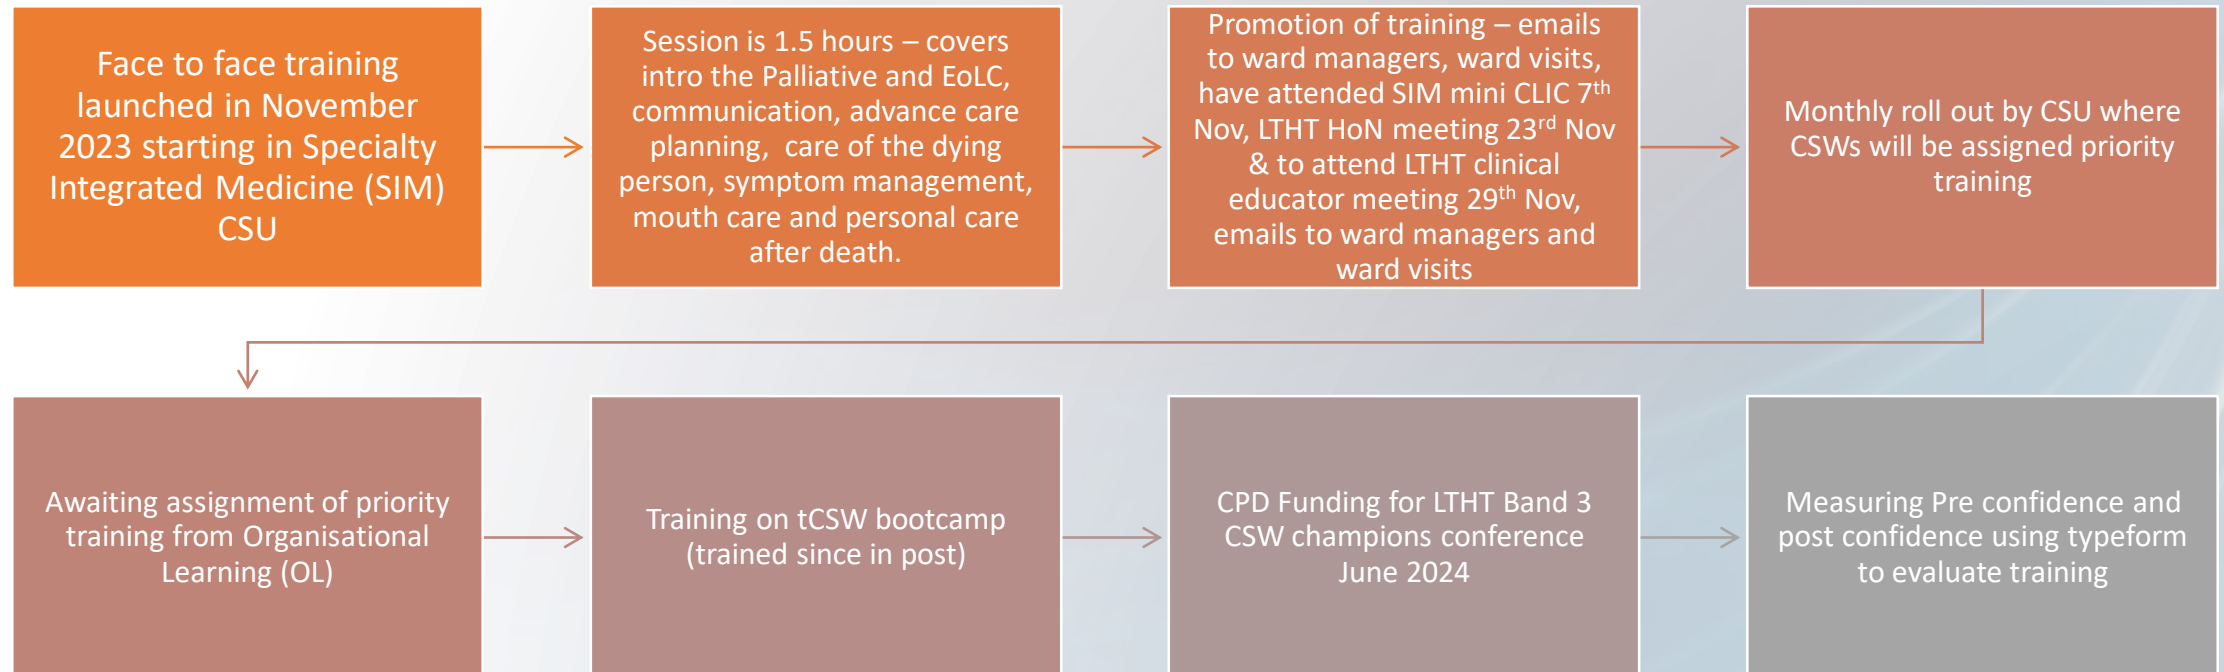 Face to face training
launched in November
2023 starting in Specialty
Integrated Medicine (SIM)
CSU
Session is 1.5 hours – covers
intro the Palliative and EoLC,
communication, advance care
planning,  care of the dying
person, symptom management,
mouth care and personal care
after death.
Promotion of training – emails
to ward managers, ward visits,
have attended SIM mini CLIC 7th
Nov, LTHT HoN meeting 23rd Nov
& to attend LTHT clinical
educator meeting 29th Nov,
emails to ward managers and
ward visits
Monthly roll out by CSU where
CSWs will be assigned priority
training
Awaiting assignment of priority
training from Organisational
Learning (OL)
Training on tCSW bootcamp
(trained since in post)
CPD Funding for LTHT Band 3
CSW champions conference
June 2024
Measuring Pre confidence and
post confidence using typeform
to evaluate training